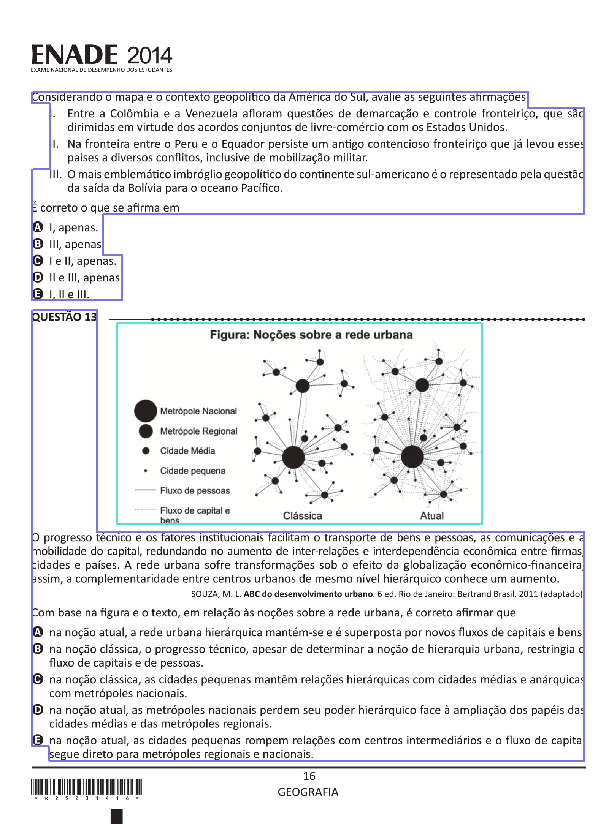 ENADE 2014
EXAME NACIONAL DE DESEMPENHO DOS ESTUDANTES
Considerando o mapa e o contexto geopolítico da América do Sul, avalie as seguintes afirmações
I. Entre a Colômbia e a Venezuela afloram questões de demarcação e controle fronteiriço, que são
dirimidas em virtude dos acordos conjuntos de livre-comércio com os Estados Unidos.
II. Na fronteira entre o Peru e o Equador persiste um antigo contencioso fronteiriço que já levou esses
países a diversos conflitos, inclusive de mobilização militar.
III. O mais emblemático imbróglio geopolítico do continente sul-americano é o representado pela questão
da saída da Bolívia para o oceano Pacífico.
É correto o que se afirma em
A I, apenas.
B III, apenas
C I e II, apenas.
D II e III, apenas
E I, II e III.
QUESTÃO 13
Figura: Noções sobre a rede urbana
Metrópole Nacional
Metrópole Regional
Cidade Média
Cidade pequena
Fluxo de pessoas
Fluxo de capital e
bens
Clássica
Atual
O progresso técnico e os fatores institucionais facilitam o transporte de bens e pessoas, as comunicações e a
mobilidade do capital, redundando no aumento de inter-relações e interdependência econômica entre firmas,
cidades e países. A rede urbana sofre transformações sob o efeito da globalização econômico-financeira,
assim, a complementaridade entre centros urbanos de mesmo nível hierárquico conhece um aumento.
SOUZA, M. L. ABC do desenvolvimento urbano. 6 ed. Rio de Janeiro: Bertrand Brasil, 2011 (adaptado)
Com base na figura e o texto, em relação às noções sobre a rede urbana, é correto afirmar que
A na noção atual, a rede urbana hierárquica mantém-se e é superposta por novos fluxos de capitais e bens
B na noção clássica, o progresso técnico, apesar de determinar a noção de hierarquia urbana, restringia o
fluxo de capitais e de pessoas.
C na noção clássica, as cidades pequenas mantêm relações hierárquicas com cidades médias e anárquicas
com metrópoles nacionais.
D na noção atual, as metrópoles nacionais perdem seu poder hierárquico face à ampliação dos papéis das
cidades médias e das metrópoles regionais.
E na noção atual, as cidades pequenas rompem relações com centros intermediários e o fluxo de capita
segue direto para metrópoles regionais e nacionais.
16
GEOGRAFIA